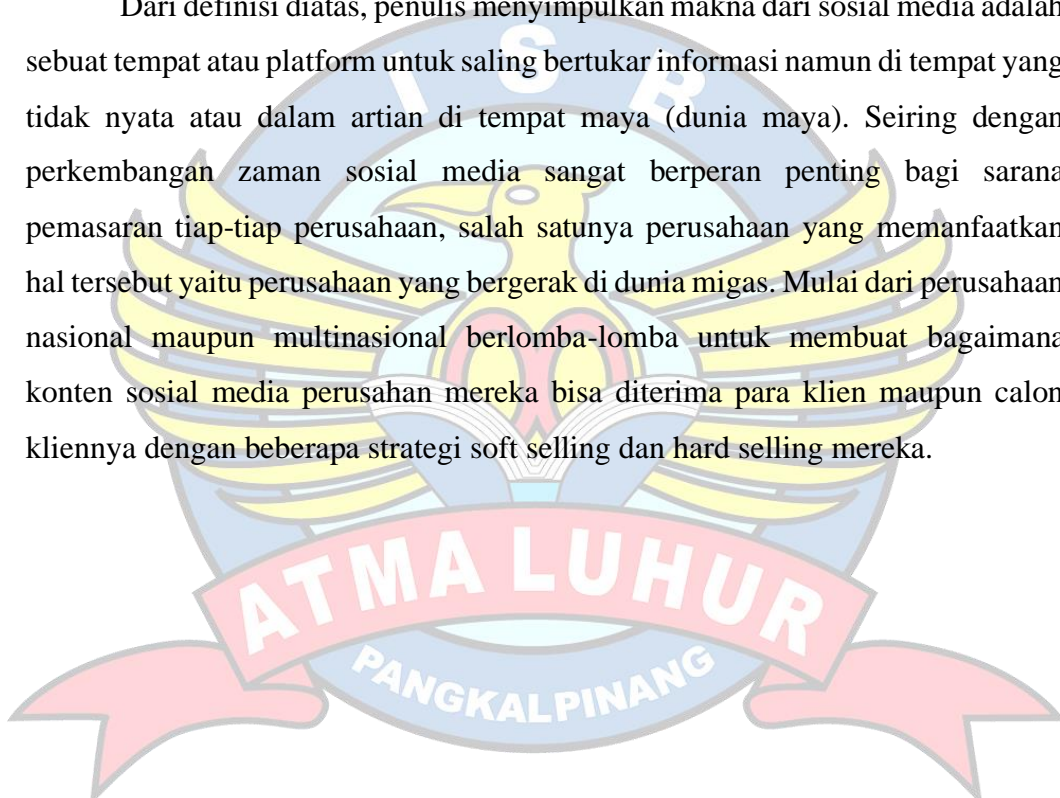 Dari definisi diatas, penulis menyimpulkan makna dari sosial media adalah
sebuat tempat atau platform untuk saling bertukar informasi namun di tempat yang
tidak nyata atau dalam artian di tempat maya (dunia maya). Seiring dengan
perkembangan zaman sosial media sangat berperan penting bagi sarana
pemasaran tiap-tiap perusahaan, salah satunya perusahaan yang memanfaatkan
hal tersebut yaitu perusahaan yang bergerak di dunia migas. Mulai dari perusahaan
nasional maupun multinasional berlomba-lomba untuk membuat bagaimana
konten sosial media perusahan mereka bisa diterima para klien maupun calon
kliennya dengan beberapa strategi soft selling dan hard selling mereka.
I S B
ATMA LUHUR
PANGKALPINANG